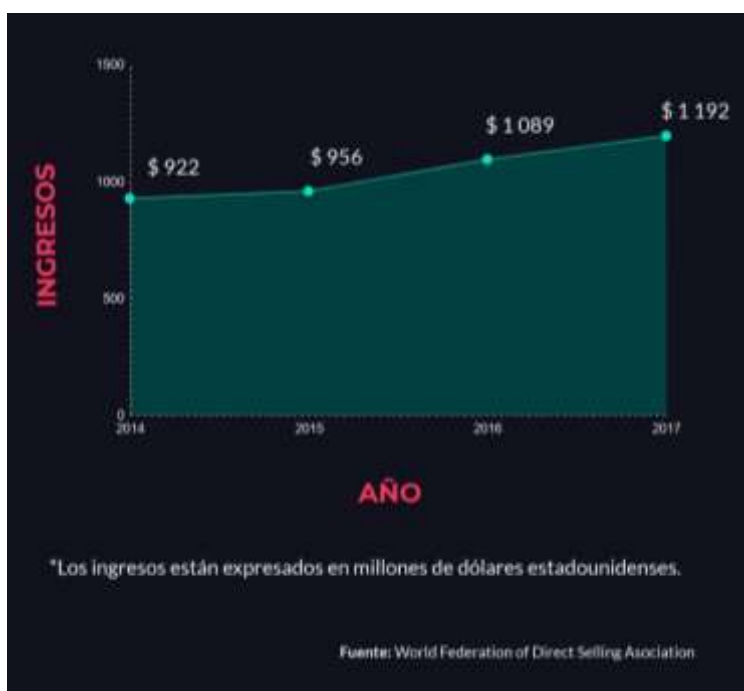 1500
$ 1 192
$ 1 089
$ 956
$ 922
1000
INGRESOS
500
0
2014 2015 2016 2017
AÑO
*Los ingresos están expresados en millones de dólares estadounidenses.
Fuente: World Federation of Direct Selling Asociation